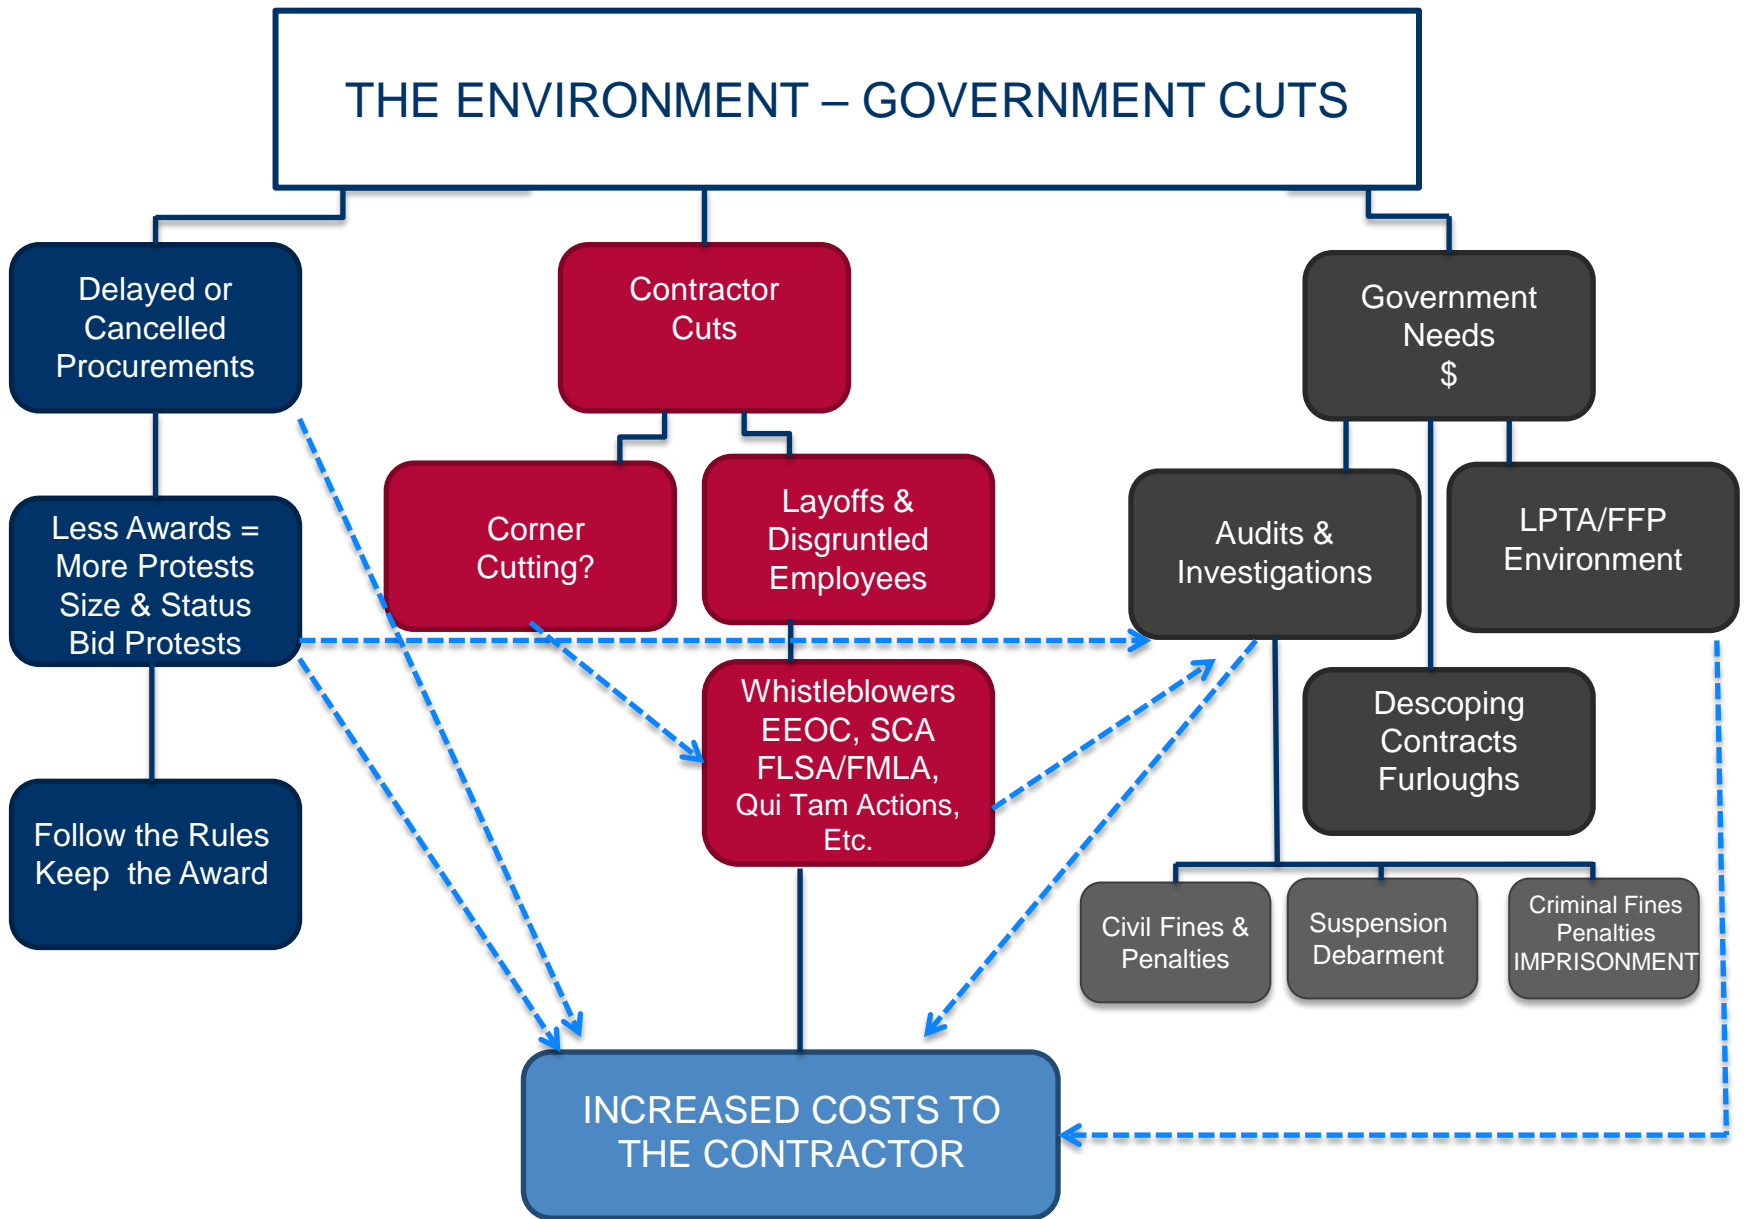 THE ENVIRONMENT – GOVERNMENT CUTS
Delayed or
Cancelled
Procurements
Contractor
Cuts
Government
Needs
$
Less Awards =
More Protests
Size & Status
Bid Protests
Corner
Cutting?
Layoffs &
Disgruntled
Employees
Audits &
Investigations
LPTA/FFP
Environment
Whistleblowers
EEOC, SCA
FLSA/FMLA,
Qui Tam Actions,
Etc.
Descoping
Contracts
Furloughs
Follow the Rules
Keep  the Award
Civil Fines &
Penalties
Suspension
Debarment
Criminal Fines
Penalties
IMPRISONMENT
INCREASED COSTS TO
THE CONTRACTOR